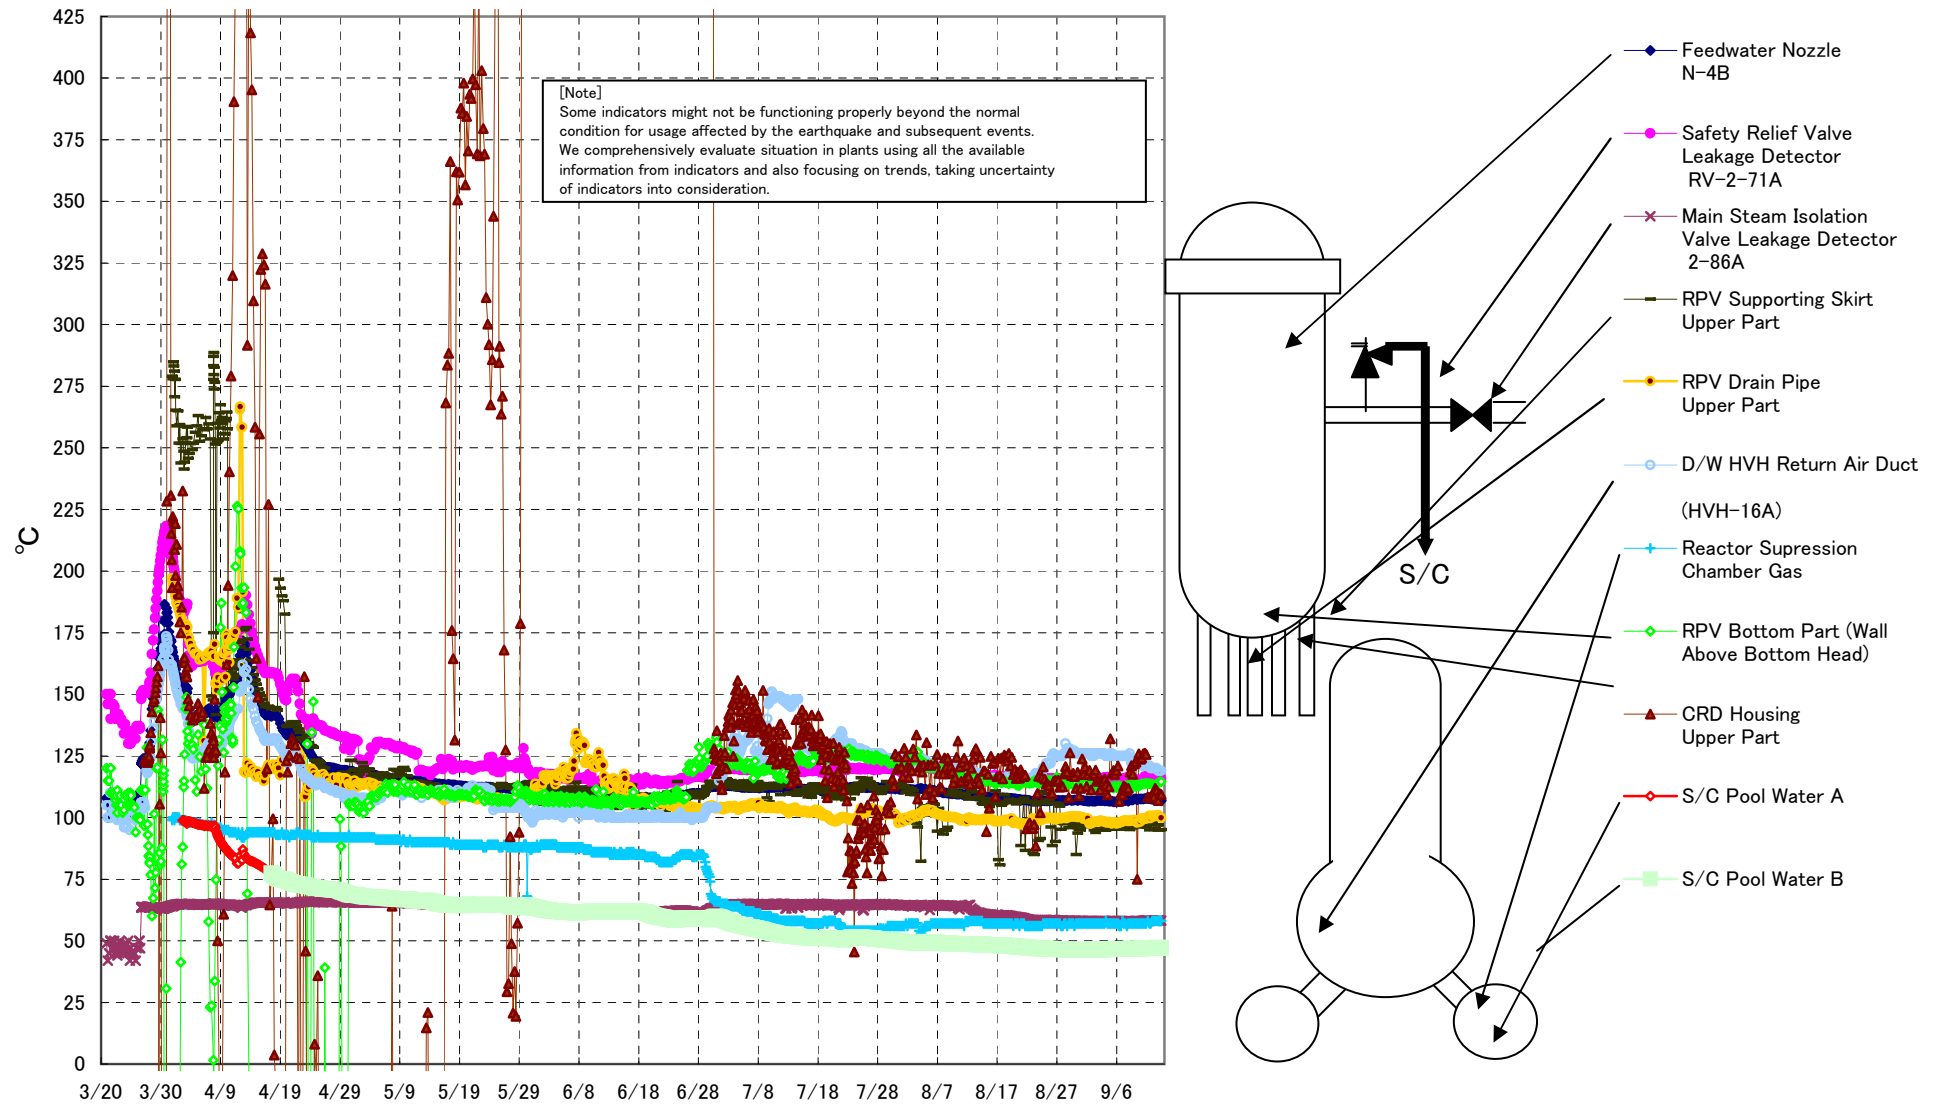 425
400
375
350
325
300
275
250
225
200
175
150
125
100
75
50
25
0
℃
3/20 3/30 4/9 4/19 4/29 5/9 5/19 5/29 6/8 6/18 6/28 7/8 7/18 7/28 8/7 8/17 8/27 9/6
[Note]
Some indicators might not be functioning properly beyond the normal
condition for usage affected by the earthquake and subsequent events.
We comprehensively evaluate situation in plants using all the available
information from indicators and also focusing on trends, taking uncertainty
of indicators into consideration.
S/C
Feedwater Nozzle
N-4B
Safety Relief Valve
Leakage Detector
RV-2-71A
Main Steam Isolation
Valve Leakage Detector
2-86A
RPV Supporting Skirt
Upper Part
RPV Drain Pipe
Upper Part
D/W HVH Return Air Duct
(HVH-16A)
Reactor Supression
Chamber Gas
RPV Bottom Part (Wall
Above Bottom Head)
CRD Housing
Upper Part
S/C Pool Water A
S/C Pool Water B